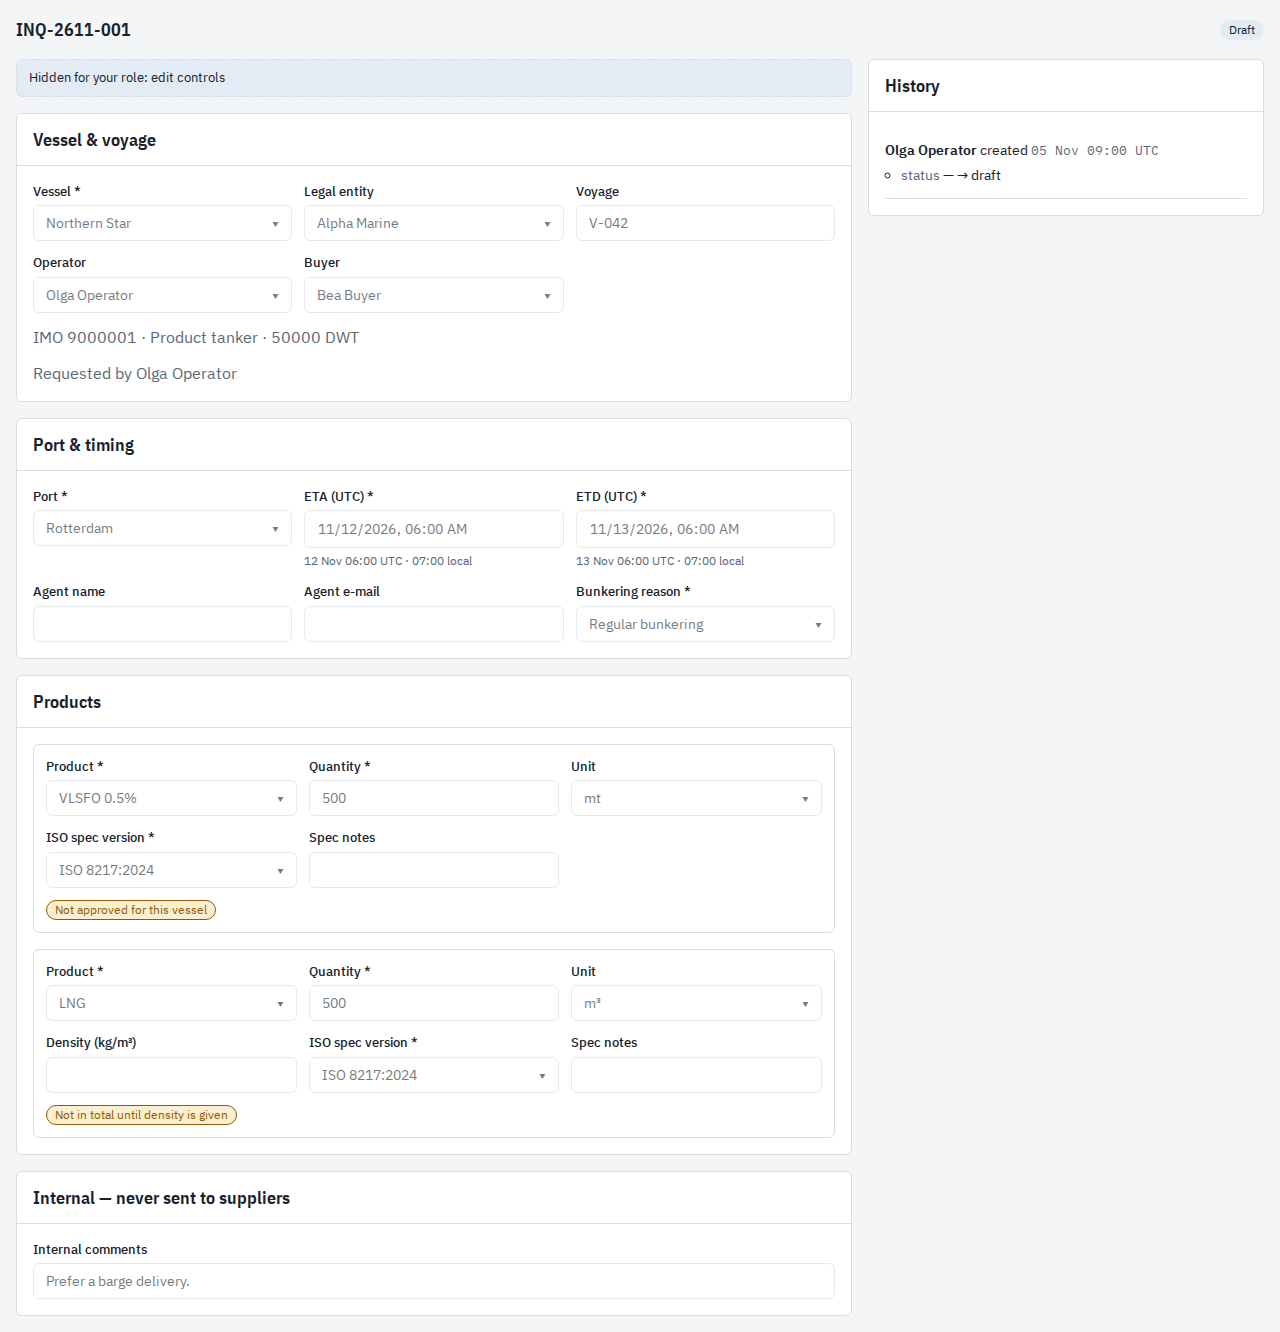 INQ-2611-001
Draft
Hidden for your role: edit controls
Vessel & voyage
Vessel *
Legal entity
Voyage
Northern Star
Alpha Marine
V-042
Operator
Buyer
Olga Operator
Bea Buyer
IMO 9000001 · Product tanker · 50000 DWT
Requested by Olga Operator
Port & timing
Port *
ETA (UTC) *
ETD (UTC) *
Rotterdam
11/12/2026, 06:00 AM
11/13/2026, 06:00 AM
12 Nov 06:00 UTC · 07:00 local
13 Nov 06:00 UTC · 07:00 local
Agent name
Agent e-mail
Bunkering reason *
Regular bunkering
Products
Product *
Quantity *
Unit
VLSFO 0.5%
500
mt
ISO spec version *
Spec notes
ISO 8217:2024
Not approved for this vessel
Product *
Quantity *
Unit
LNG
500
m³
Density (kg/m³)
ISO spec version *
Spec notes
ISO 8217:2024
Not in total until density is given
Internal — never sent to suppliers
Internal comments
Prefer a barge delivery.
History
Olga Operator created 05 Nov 09:00 UTC
status — → draft